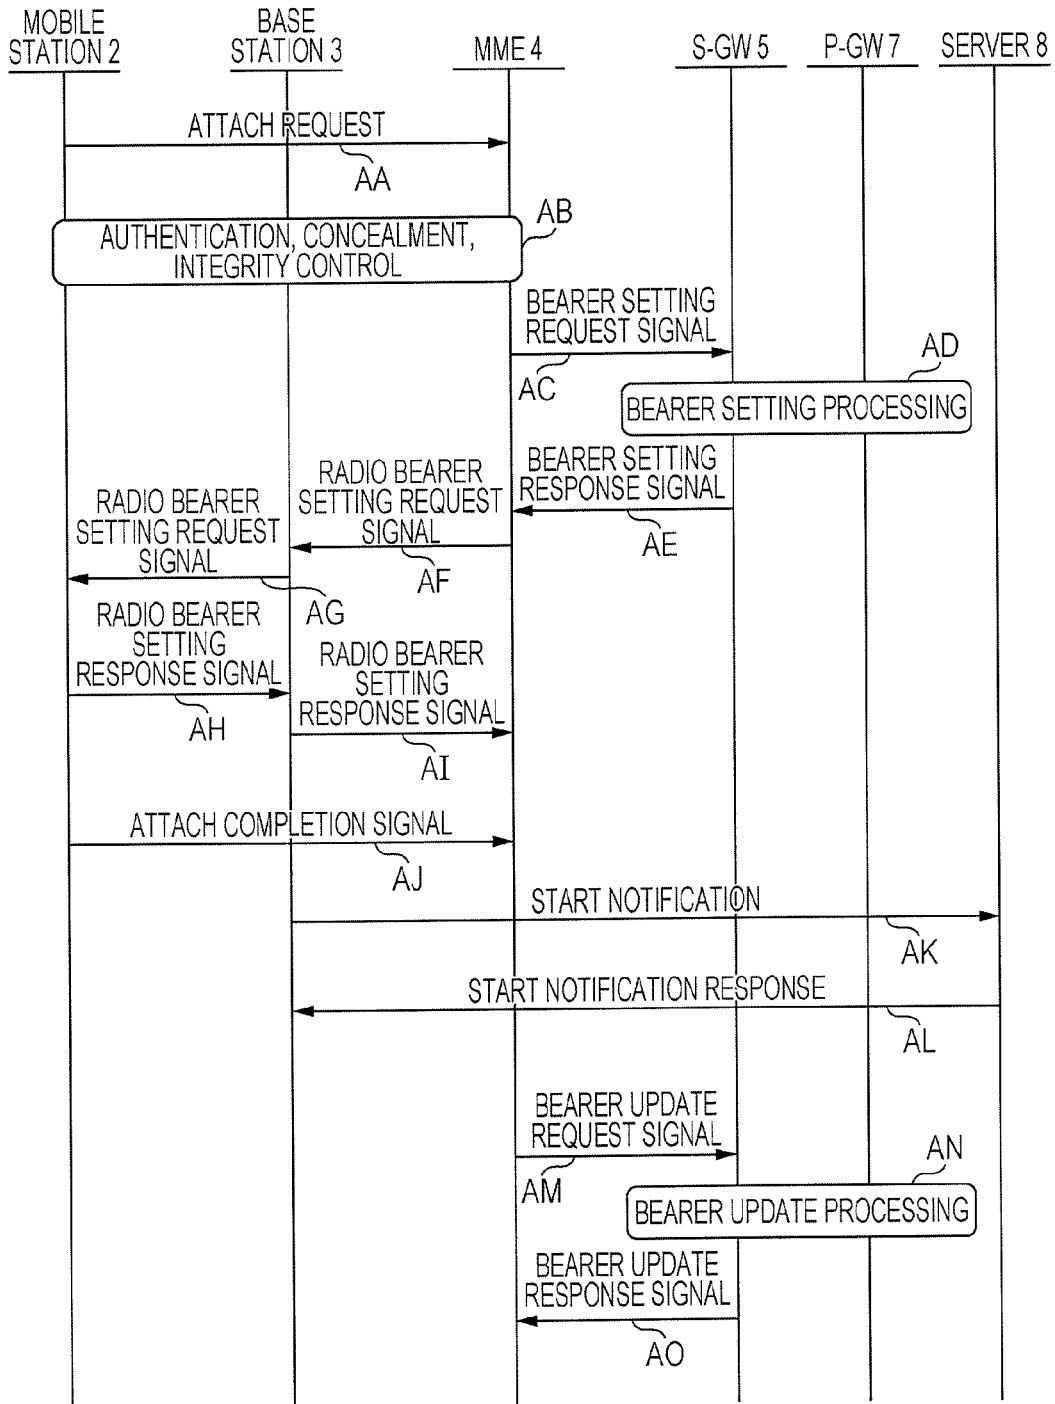 MOBILE
STATION 2
BASE
STATION 3
MME 4
S-GW 5
P-GW 7
SERVER 8
ATTACH REQUEST
AA
AB
AUTHENTICATION, CONCEALMENT,
INTEGRITY CONTROL
BEARER SETTING
REQUEST SIGNAL
AC
AD
BEARER SETTING PROCESSING
BEARER SETTING
RESPONSE SIGNAL
AE
RADIO BEARER
SETTING REQUEST
SIGNAL
AF
RADIO BEARER
SETTING REQUEST
SIGNAL
AG
RADIO BEARER
SETTING
RESPONSE SIGNAL
AH
RADIO BEARER
SETTING
RESPONSE SIGNAL
AI
ATTACH COMPLETION SIGNAL
AJ
START NOTIFICATION
AK
START NOTIFICATION RESPONSE
AL
BEARER UPDATE
REQUEST SIGNAL
AM
AN
BEARER UPDATE PROCESSING
BEARER UPDATE
RESPONSE SIGNAL
AO